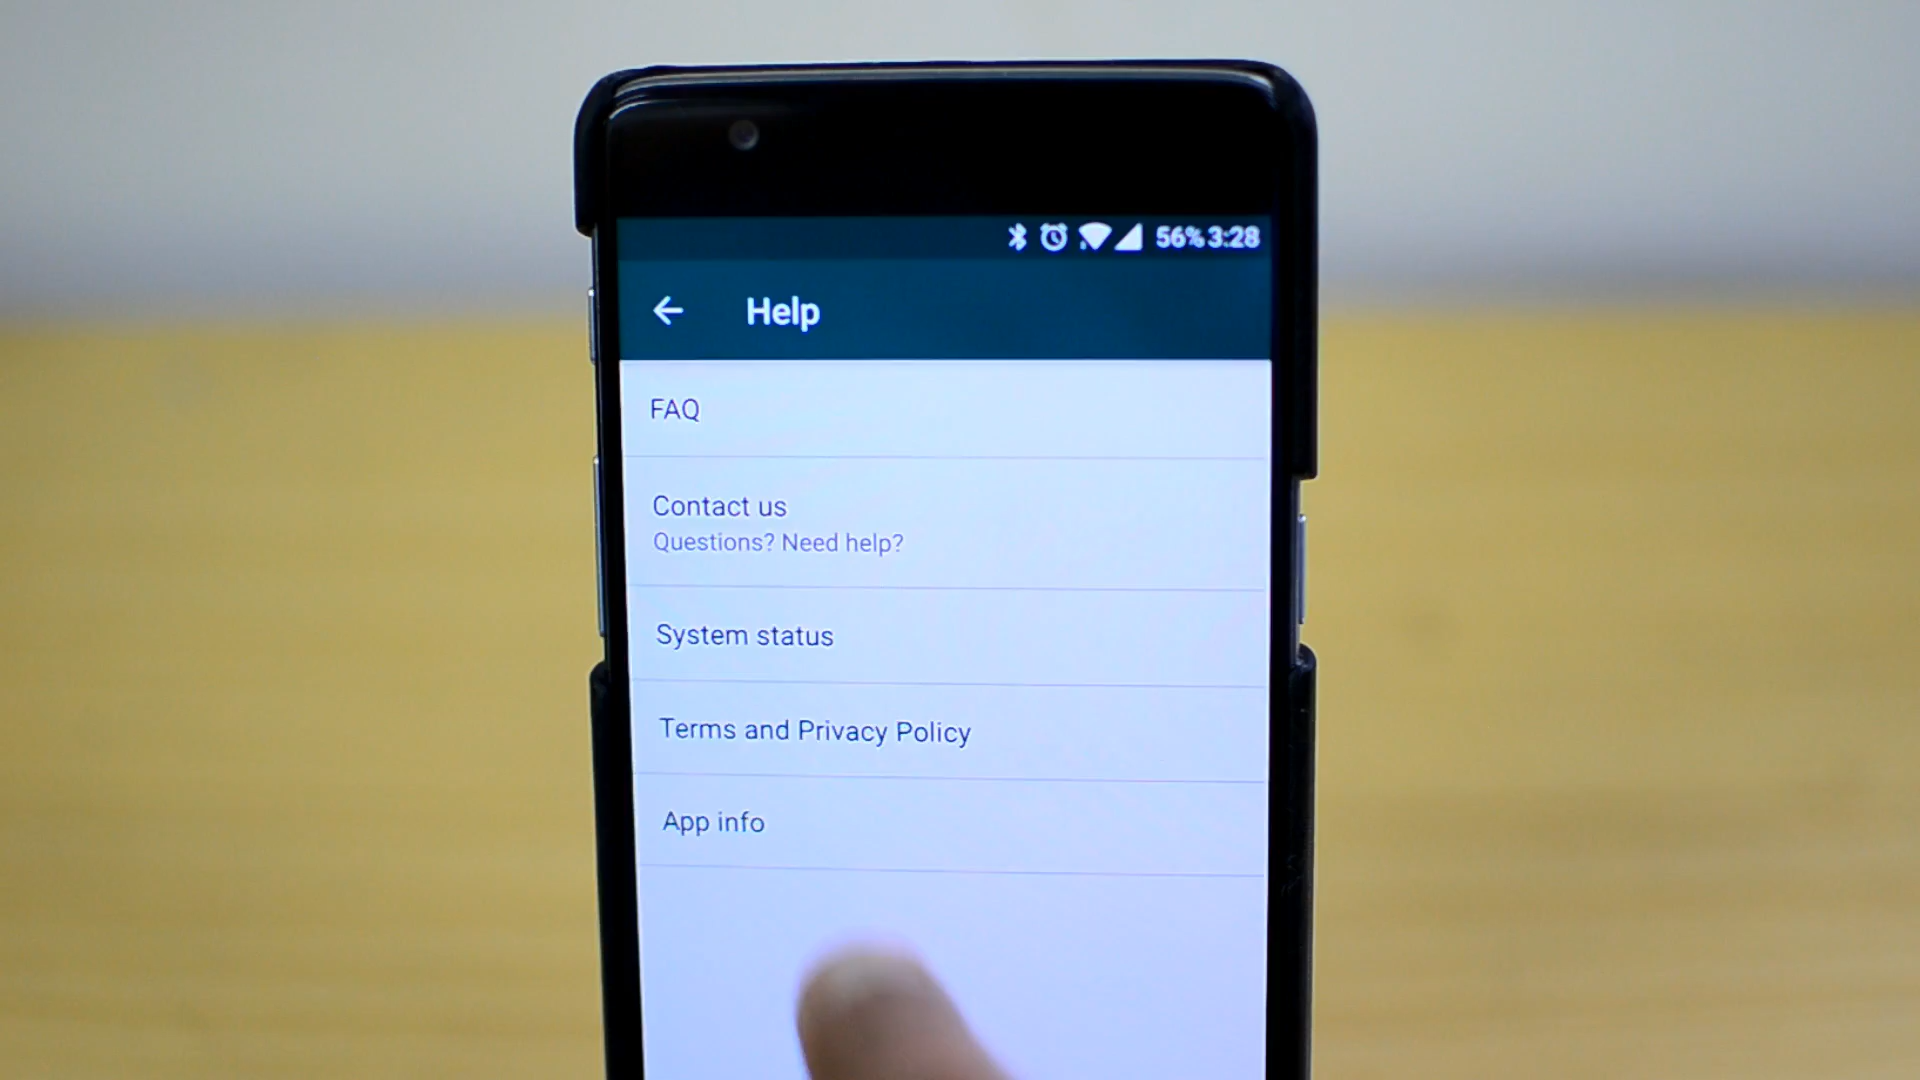 56% 3:28
Help
FAQ
Contact us
Questions? Need help?
System status
Terms and Privacy Policy
App info